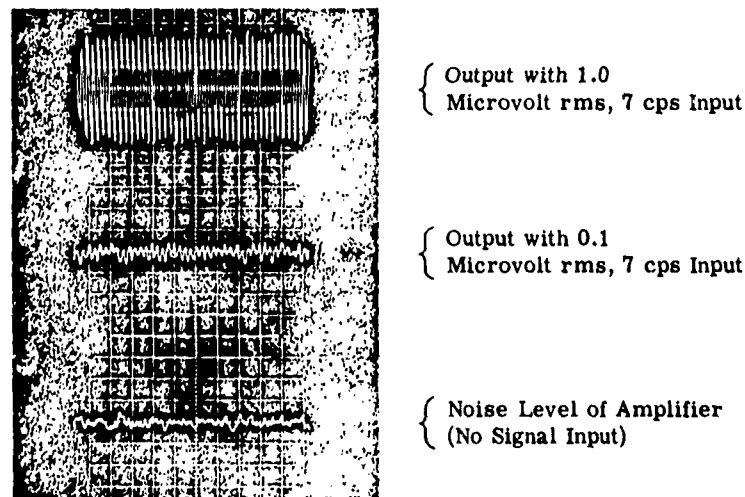 Output with 1.0
Microvolt rms, 7 cps Input
Output with 0.1
Microvolt rms, 7 cps Input
Noise Level of Amplifier
(No Signal Input)